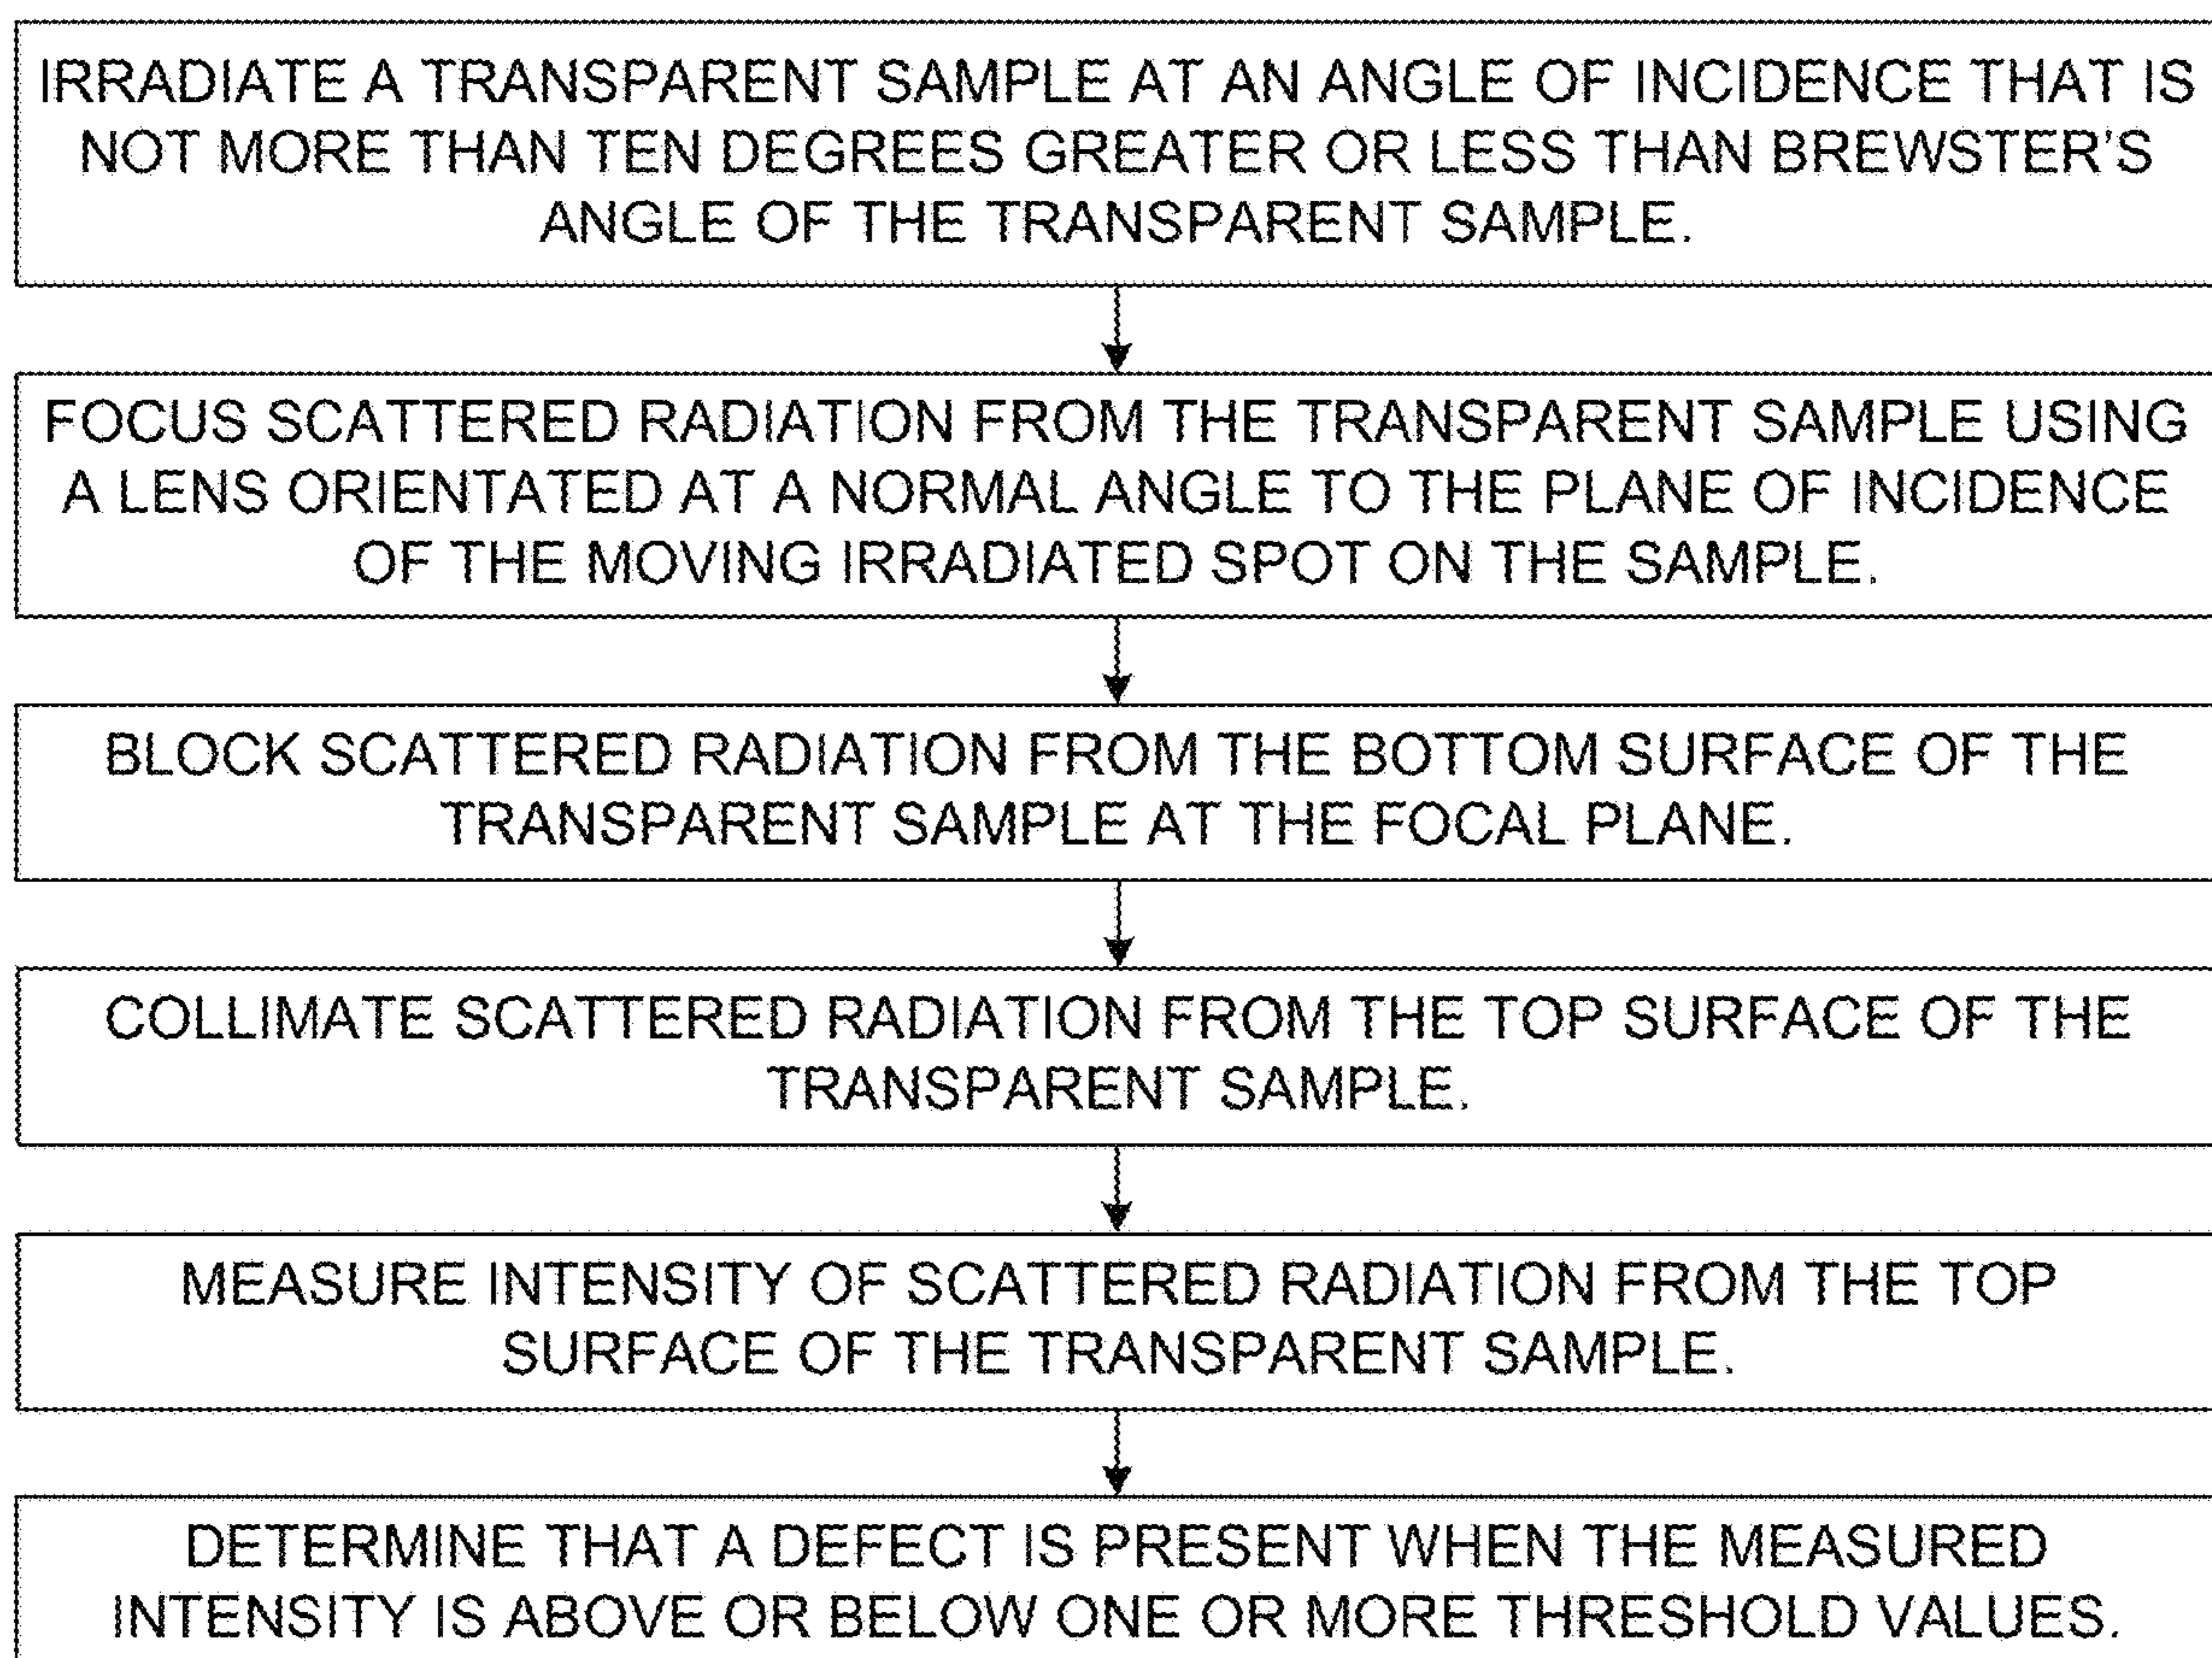 IRRADIATE A TRANSPARENT SAMPLE AT AN ANGLE OF INCIDENCE THAT IS
NOT MORE THAN TEN DEGREES GREATER OR LESS THAN BREWSTER'S
ANGLE OF THE TRANSPARENT SAMPLE.
FOCUS SCATTERED RADIATION FROM THE TRANSPARENT SAMPLE USING
A LENS ORIENTATED AT A NORMAL ANGLE TO THE PLANE OF INCIDENCE
OF THE MOVING IRRADIATED SPOT ON THE SAMPLE.
BLOCK SCATTERED RADIATION FROM THE BOTTOM SURFACE OF THE
TRANSPARENT SAMPLE AT THE FOCAL PLANE.
COLLIMATE SCATTERED RADIATION FROM THE TOP SURFACE OF THE
TRANSPARENT SAMPLE.
MEASURE INTENSITY OF SCATTERED RADIATION FROM THE TOP
SURFACE OF THE TRANSPARENT SAMPLE.
DETERMINE THAT A DEFECT IS PRESENT WHEN THE MEASURED
INTENSITY IS ABOVE OR BELOW ONE OR MORE THRESHOLD VALUES.